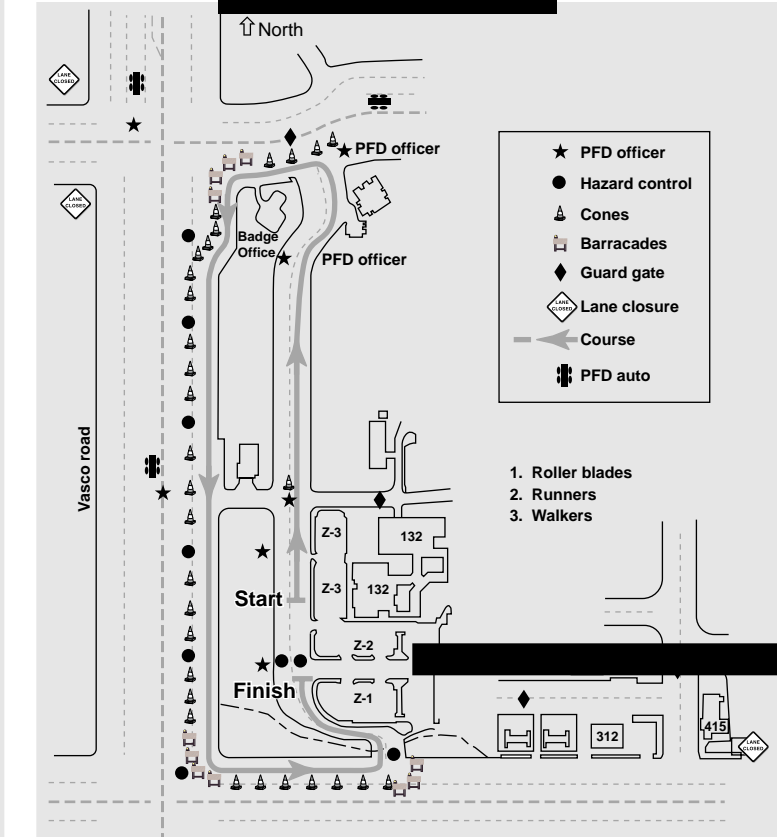 North
LANE
CLOSED
PFD officer
LANE
CLOSED
Badge
Office
PFD officer
PFD officer
Hazard control
Cones
Barracades
Guard gate
LANE
CLOSED
Lane closure
Course
PFD auto
Vasco road
1. Roller blades
2. Runners
3. Walkers
Z-3
132
Z-3
132
Start
Z-2
Finish
Z-1
312
415
LANE
CLOSED